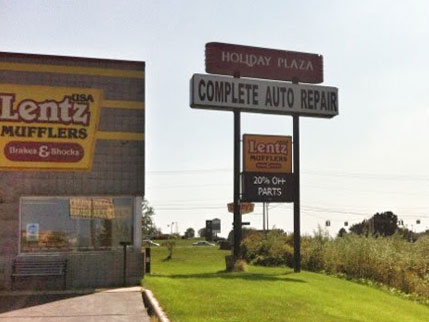 Lentz USA
MUFFLERS
Brakes & Shocks
HOLIDAY PLAZA
COMPLETE AUTO REPAIR
Lentz
MUFFLERS
20% OFF
PARTS